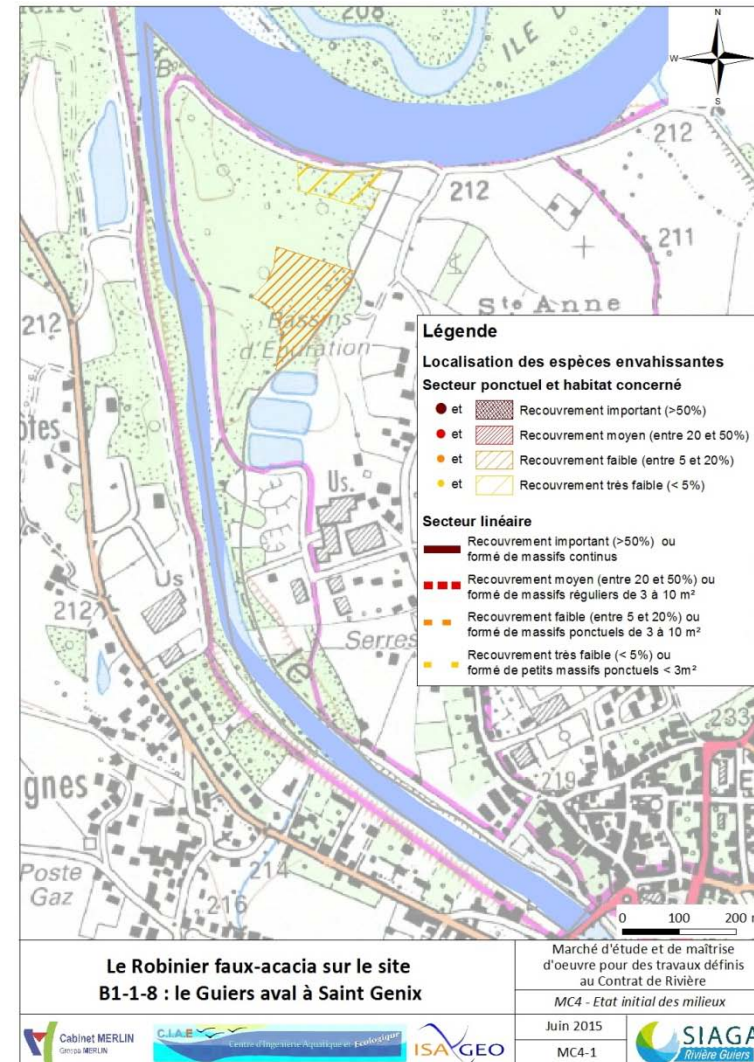 208
ILE D
N
W
E
S
212
212
211
Ste Anne
212
Bassins
d'Epuration
Us.
Us
212
Serres
le
otes
gnes
Poste
Gaz
214
216
219
233
E
Légende
Localisation des espèces envahissantes
Secteur ponctuel et habitat concerné
et Recouvrement important (>50%)
et Recouvrement moyen (entre 20 et 50%)
et Recouvrement faible (entre 5 et 20%)
et Recouvrement très faible (< 5%)
Secteur linéaire
Recouvrement important (>50%) ou
formé de massifs continus
Recouvrement moyen (entre 20 et 50%) ou
formé de massifs réguliers de 3 à 10 m²
Recouvrement faible (entre 5 et 20%) ou
formé de massifs ponctuels de 3 à 10 m²
Recouvrement très faible (< 5%) ou
formé de petits massifs ponctuels < 3m²
0 100 200 m
Le Robinier faux-acacia sur le site
B1-1-8 : le Guiers aval à Saint Genix
Marché d'étude et de maîtrise
d'oeuvre pour des travaux définis
au Contrat de Rivière
MC4 - Etat initial des milieux
Juin 2015
MC4-1
Cabinet MERLIN
Groupe MERLIN
C.I.A.E
Centre d'Ingénierie Aquatique et Ecologique
ISA GEO
SIAGA
Rivière Guiers